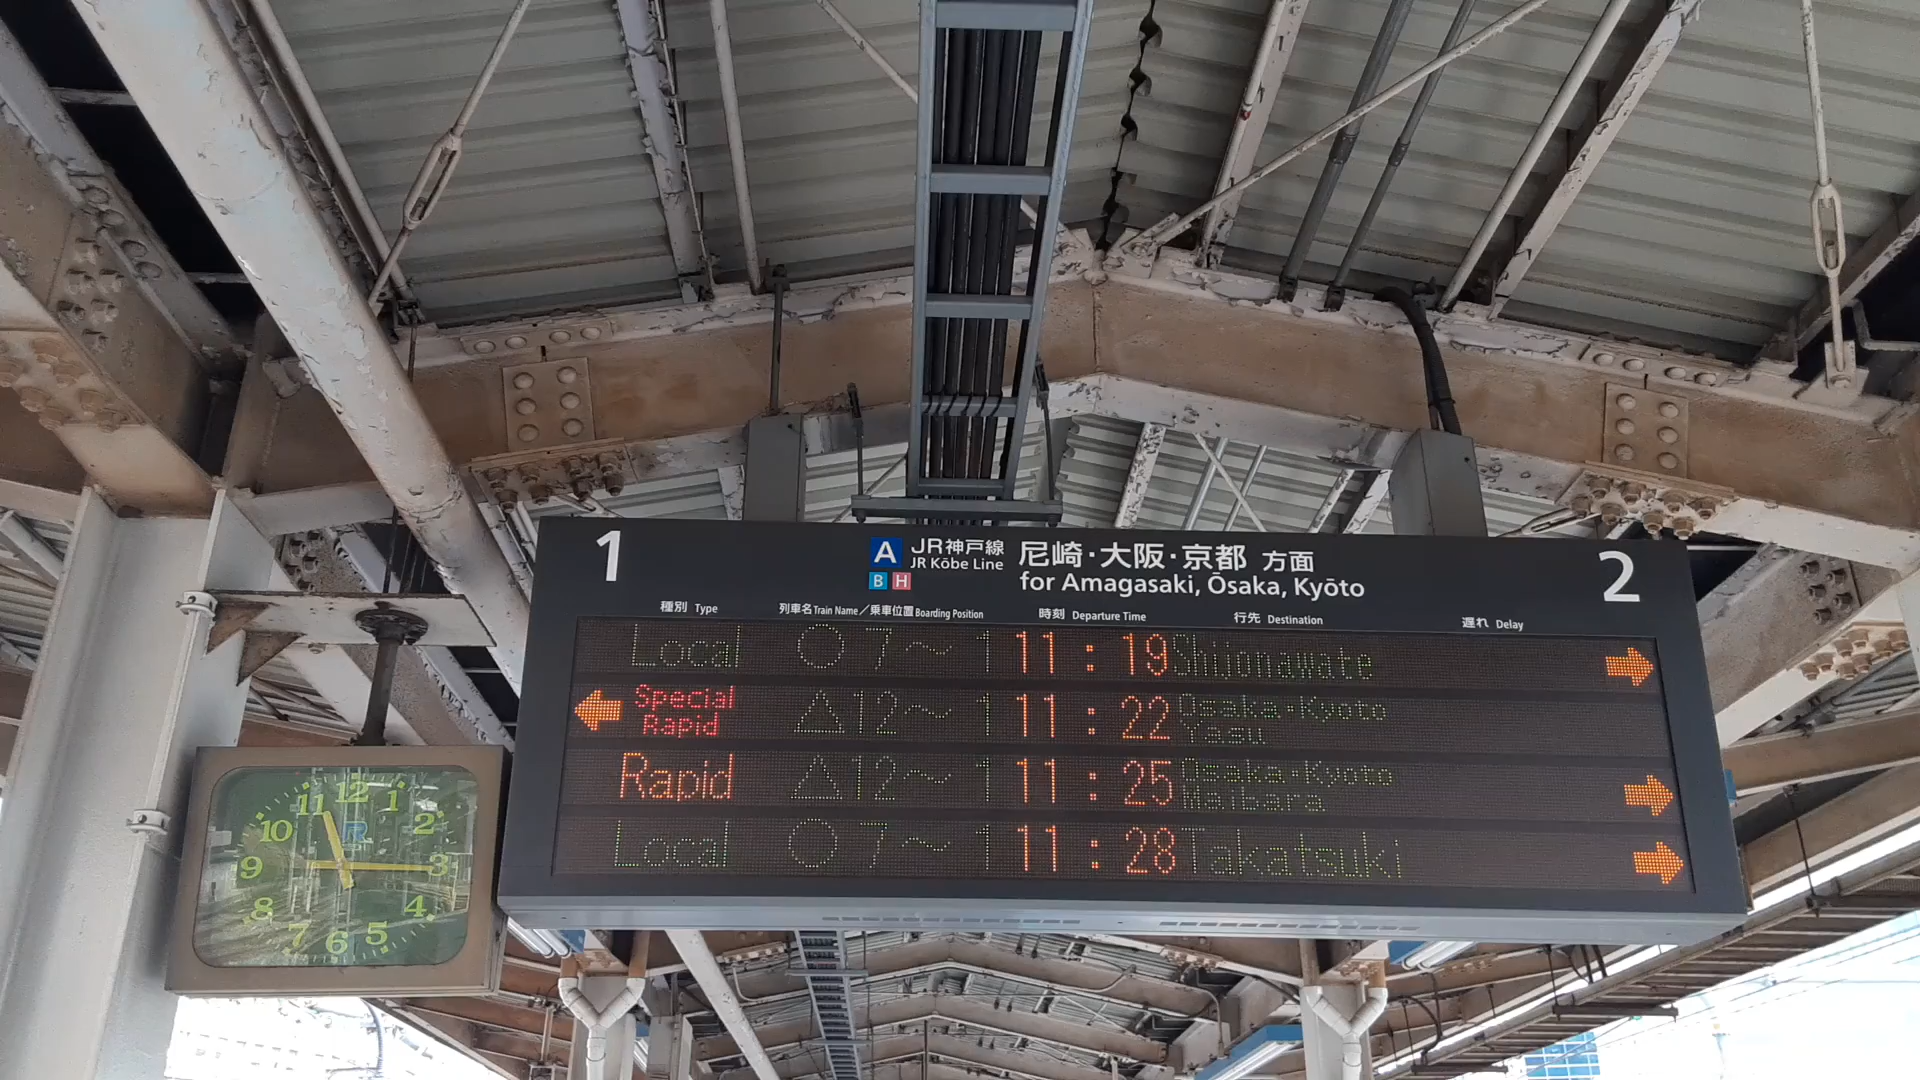 1
A JR神戸線 尼崎・大阪・京都 方面
JR Kōbe Line for Amagasaki, Ōsaka, Kyōto
B H
2
種別 Type 列車名 Train Name／乗車位置 Boarding Position 時刻 Departure Time 行先 Destination 遅れ Delay
Local ○ 7～ 1 11:19 Shijonawate
Special Rapid △12～ 1 11:22 Osaka・Kyoto Yasu
Rapid △12～ 1 11:25 Osaka・Kyoto Maibara
Local ○ 7～ 1 11:28 Takatsuki
12
1
2
3
4
5
6
7
8
9
10
11
JR